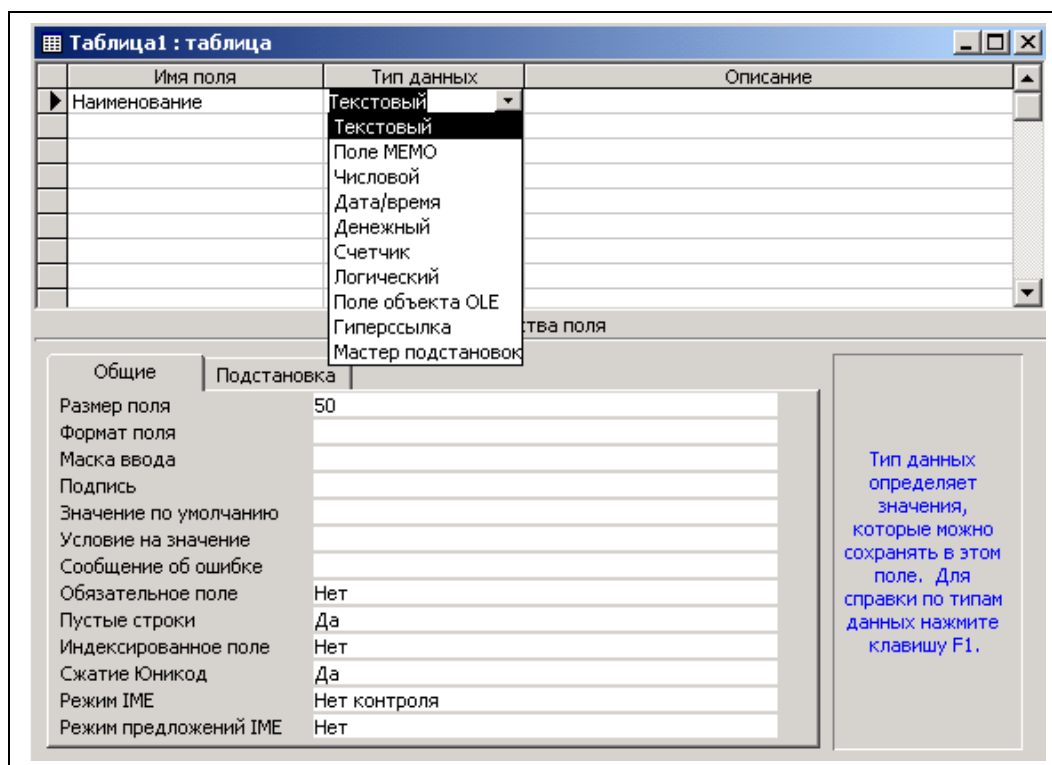 Таблица1 : таблица
Имя поля Тип данных Описание
Наименование Текстовый
Текстовый
Поле МЕМО
Числовой
Дата/время
Денежный
Счетчик
Логический
Поле объекта OLE
Гиперссылка
Мастер подстановок
тва поля
Общие Подстановка
Размер поля 50
Формат поля
Маска ввода
Подпись
Значение по умолчанию
Условие на значение
Сообщение об ошибке
Обязательное поле Нет
Пустые строки Да
Индексированное поле Нет
Сжатие Юникод Да
Режим IME Нет контроля
Режим предложений IME Нет
Тип данных
определяет
значения,
которые можно
сохранять в этом
поле. Для
справки по типам
данных нажмите
клавишу F1.